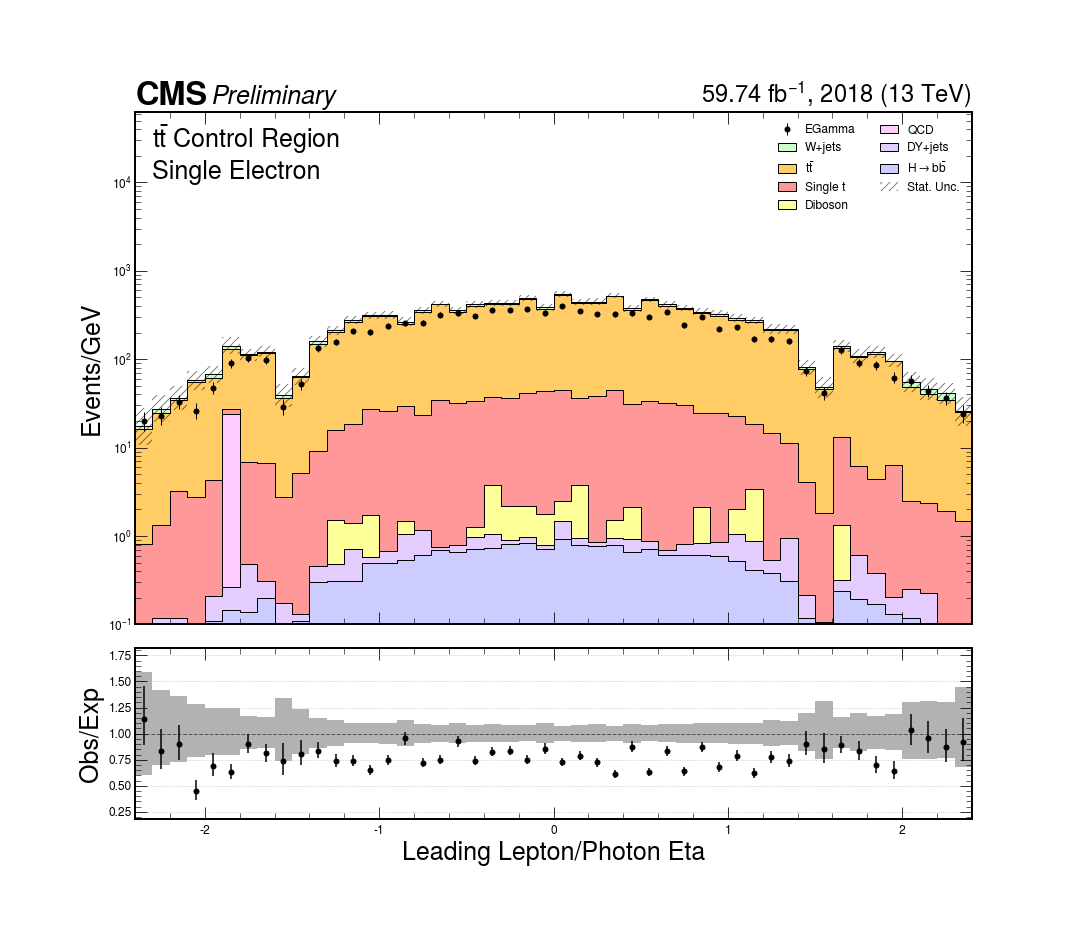 CMS Preliminary
59.74 fb⁻¹, 2018 (13 TeV)
tt̄ Control Region
Single Electron
EGamma
W+jets
tt̄
Single t
Diboson
QCD
DY+jets
H→bb̄
Stat. Unc.
Events/GeV
10⁴
10³
10²
10¹
10⁰
10⁻¹
Obs/Exp
1.75
1.50
1.25
1.00
0.75
0.50
0.25
-2
-1
0
1
2
Leading Lepton/Photon Eta